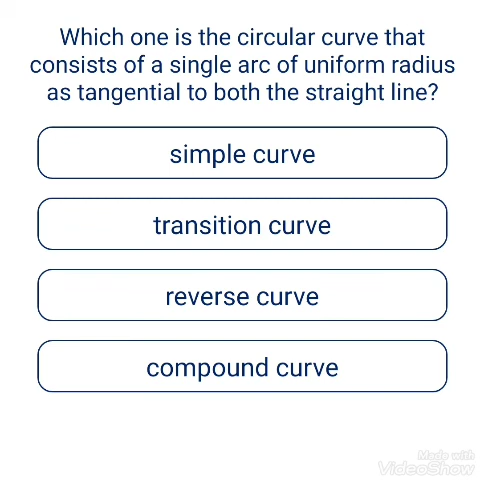 Which one is the circular curve that
consists of a single arc of uniform radius
as tangential to both the straight line?
simple curve
transition curve
reverse curve
compound curve
Made with
VideoShow